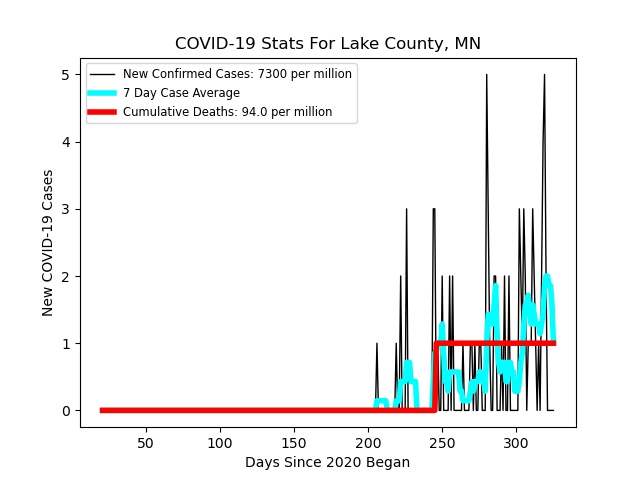 COVID-19 Stats For Lake County, MN
New Confirmed Cases: 7300 per million
7 Day Case Average
Cumulative Deaths: 94.0 per million
New COVID-19 Cases
5
4
3
2
1
0
50 100 150 200 250 300
Days Since 2020 Began